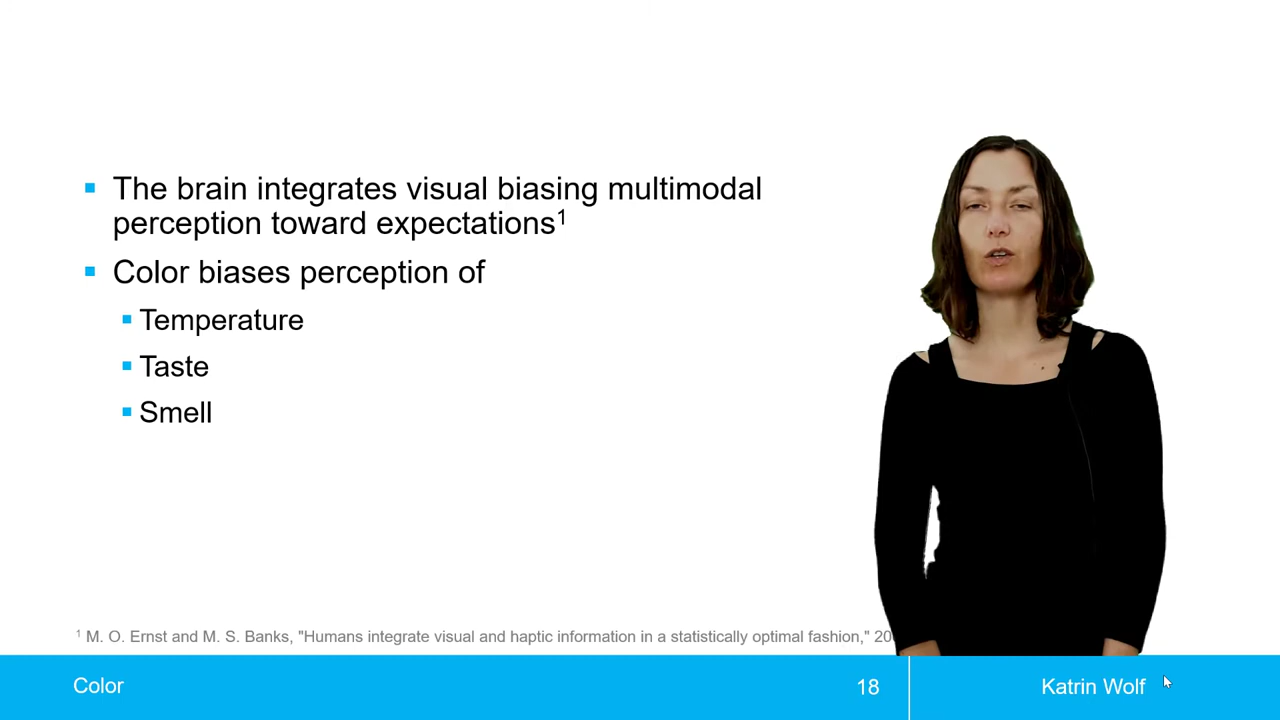 The brain integrates visual biasing multimodal
perception toward expectations¹
Color biases perception of
Temperature
Taste
Smell
¹ M. O. Ernst and M. S. Banks, "Humans integrate visual and haptic information in a statistically optimal fashion,"
Color
18
Katrin Wolf